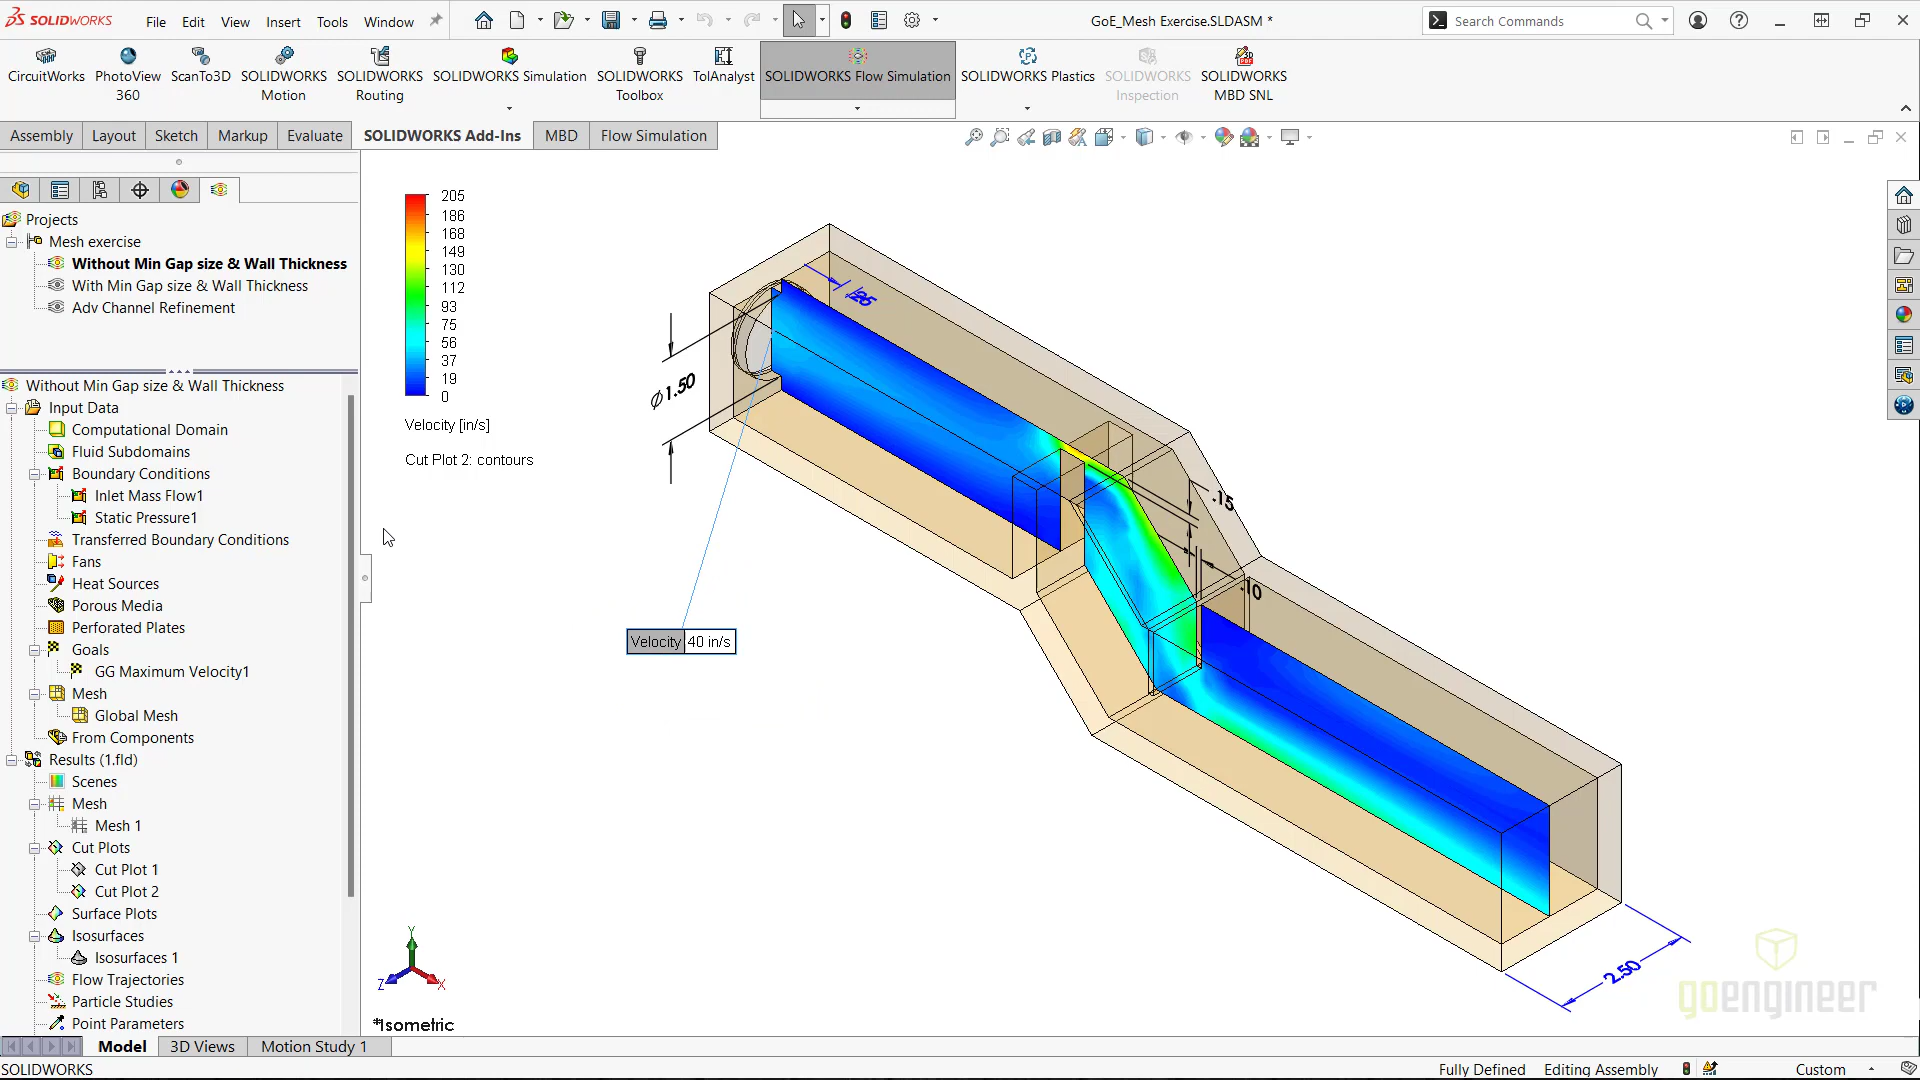 SOLIDWORKS File Edit View Insert Tools Window GoE_Mesh Exercise.SLDASM * Search Commands
CircuitWorks
PhotoView 360
ScanTo3D
SOLIDWORKS Motion
SOLIDWORKS Routing
SOLIDWORKS Simulation
SOLIDWORKS Toolbox
TolAnalyst
SOLIDWORKS Flow Simulation
SOLIDWORKS Plastics
SOLIDWORKS Inspection
SOLIDWORKS MBD SNL
Assembly Layout Sketch Markup Evaluate SOLIDWORKS Add-Ins MBD Flow Simulation
Projects
Mesh exercise
Without Min Gap size & Wall Thickness
With Min Gap size & Wall Thickness
Adv Channel Refinement
Without Min Gap size & Wall Thickness
Input Data
Computational Domain
Fluid Subdomains
Boundary Conditions
Inlet Mass Flow1
Static Pressure1
Transferred Boundary Conditions
Fans
Heat Sources
Porous Media
Perforated Plates
Goals
GG Maximum Velocity1
Mesh
Global Mesh
From Components
Results (1.fld)
Scenes
Mesh
Mesh 1
Cut Plots
Cut Plot 1
Cut Plot 2
Surface Plots
Isosurfaces
Isosurfaces 1
Flow Trajectories
Particle Studies
Point Parameters
205
186
168
149
130
112
93
75
56
37
19
0
Velocity [in/s]
Cut Plot 2: contours
.25
Ø1.50
.15
.10
Velocity 40 in/s
2.50
Y
Z X
*Isometric
goengineer
Model 3D Views Motion Study 1
SOLIDWORKS Fully Defined Editing Assembly Custom